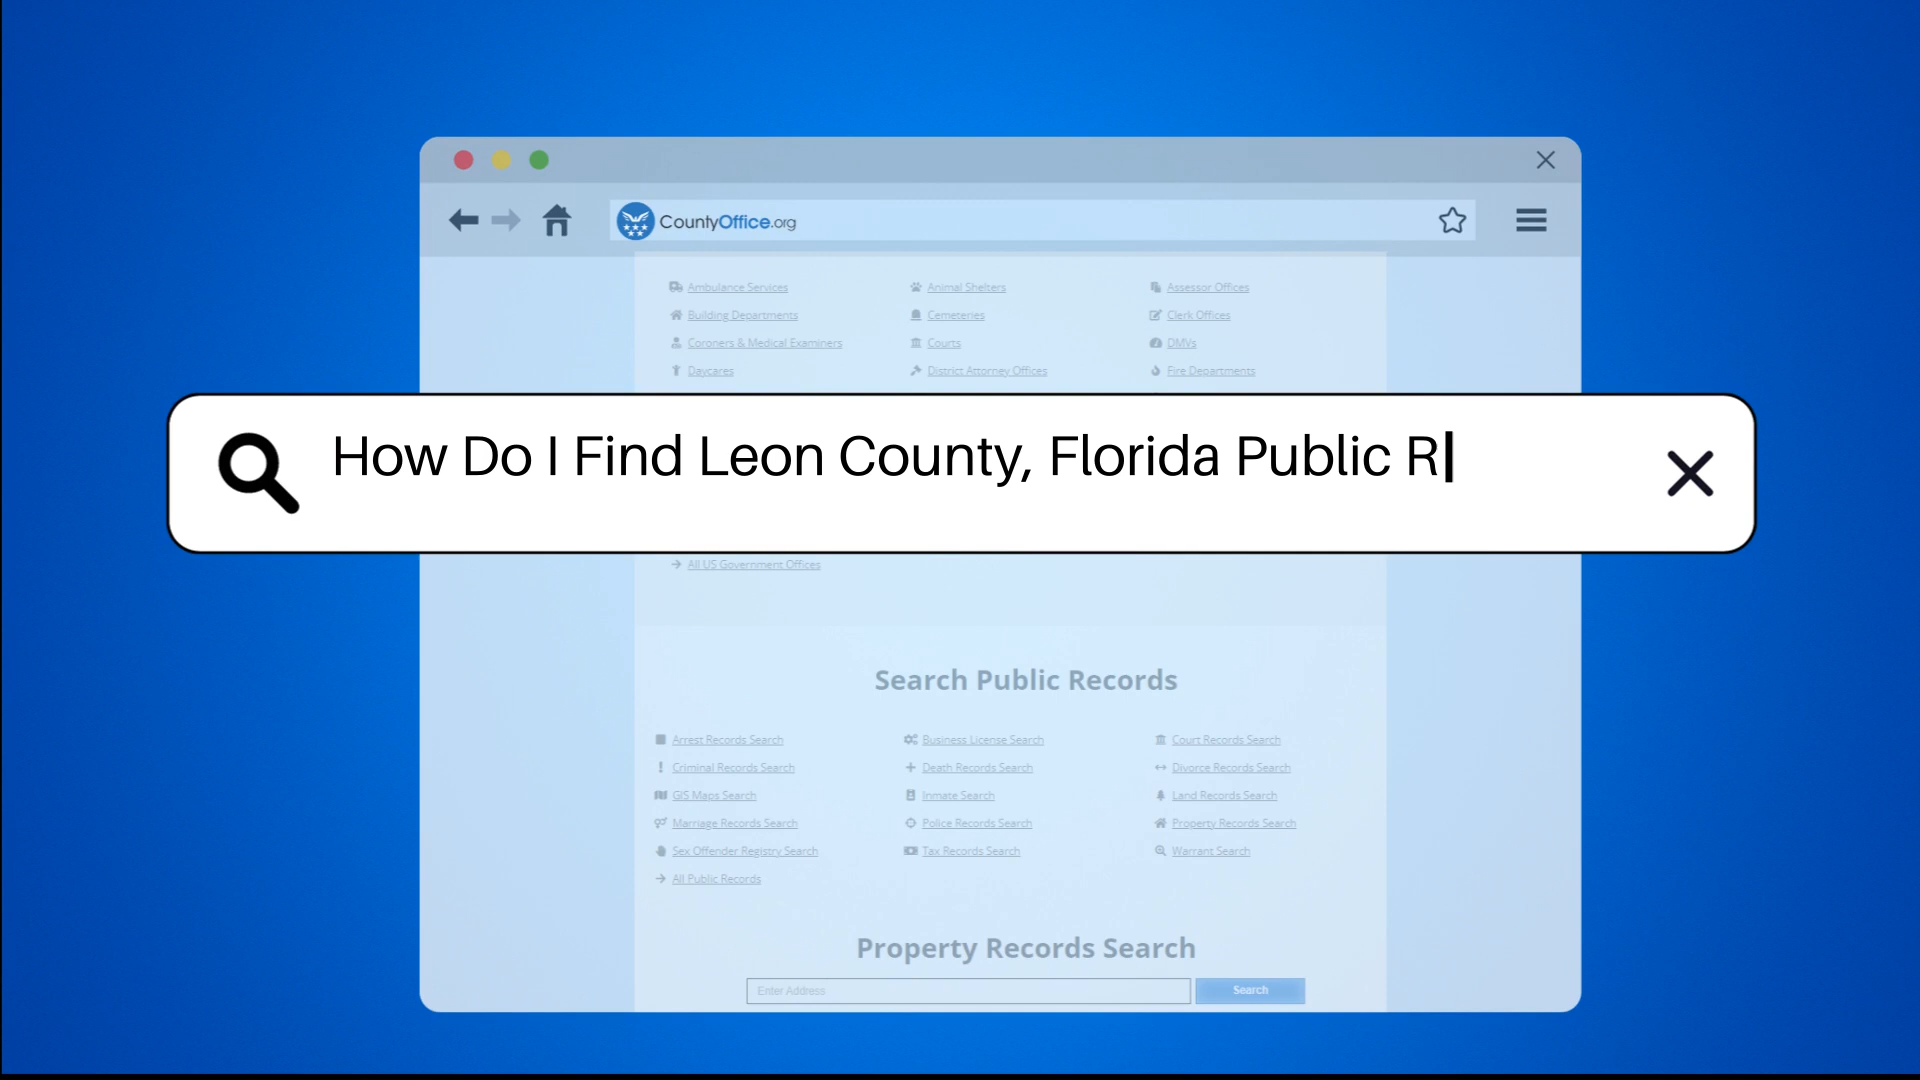 CountyOffice.org
Ambulance Services Animal Shelters Assessor Offices
Building Departments Cemeteries Clerk Offices
Coroners & Medical Examiners Courts DMVs
Daycares District Attorney Offices Fire Departments
How Do I Find Leon County, Florida Public R
All US Government Offices
Search Public Records
Arrest Records Search Business License Search Court Records Search
Criminal Records Search Death Records Search Divorce Records Search
GIS Maps Search Inmate Search Land Records Search
Marriage Records Search Police Records Search Property Records Search
Sex Offender Registry Search Tax Records Search Warrant Search
All Public Records
Property Records Search
Enter Address Search